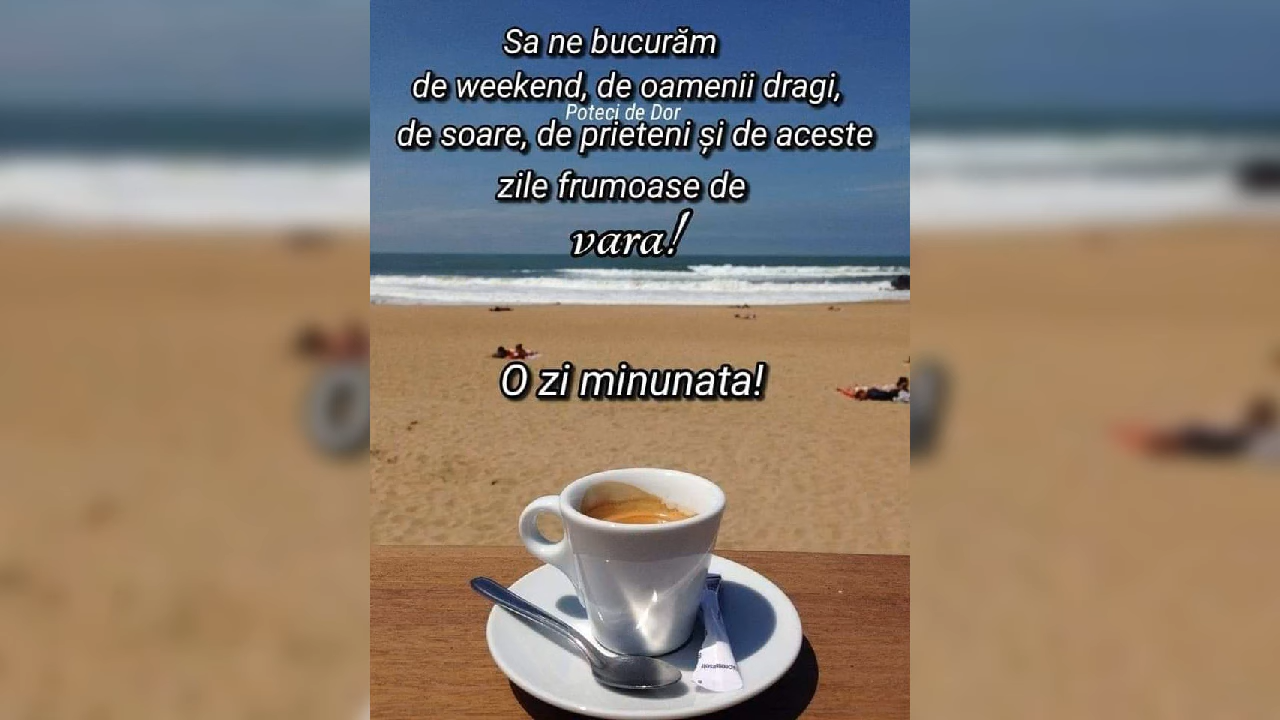 Sa ne bucurăm
de weekend, de oamenii dragi,
Poteci de Dor
de soare, de prieteni și de aceste
zile frumoase de
vara!
O zi minunata!